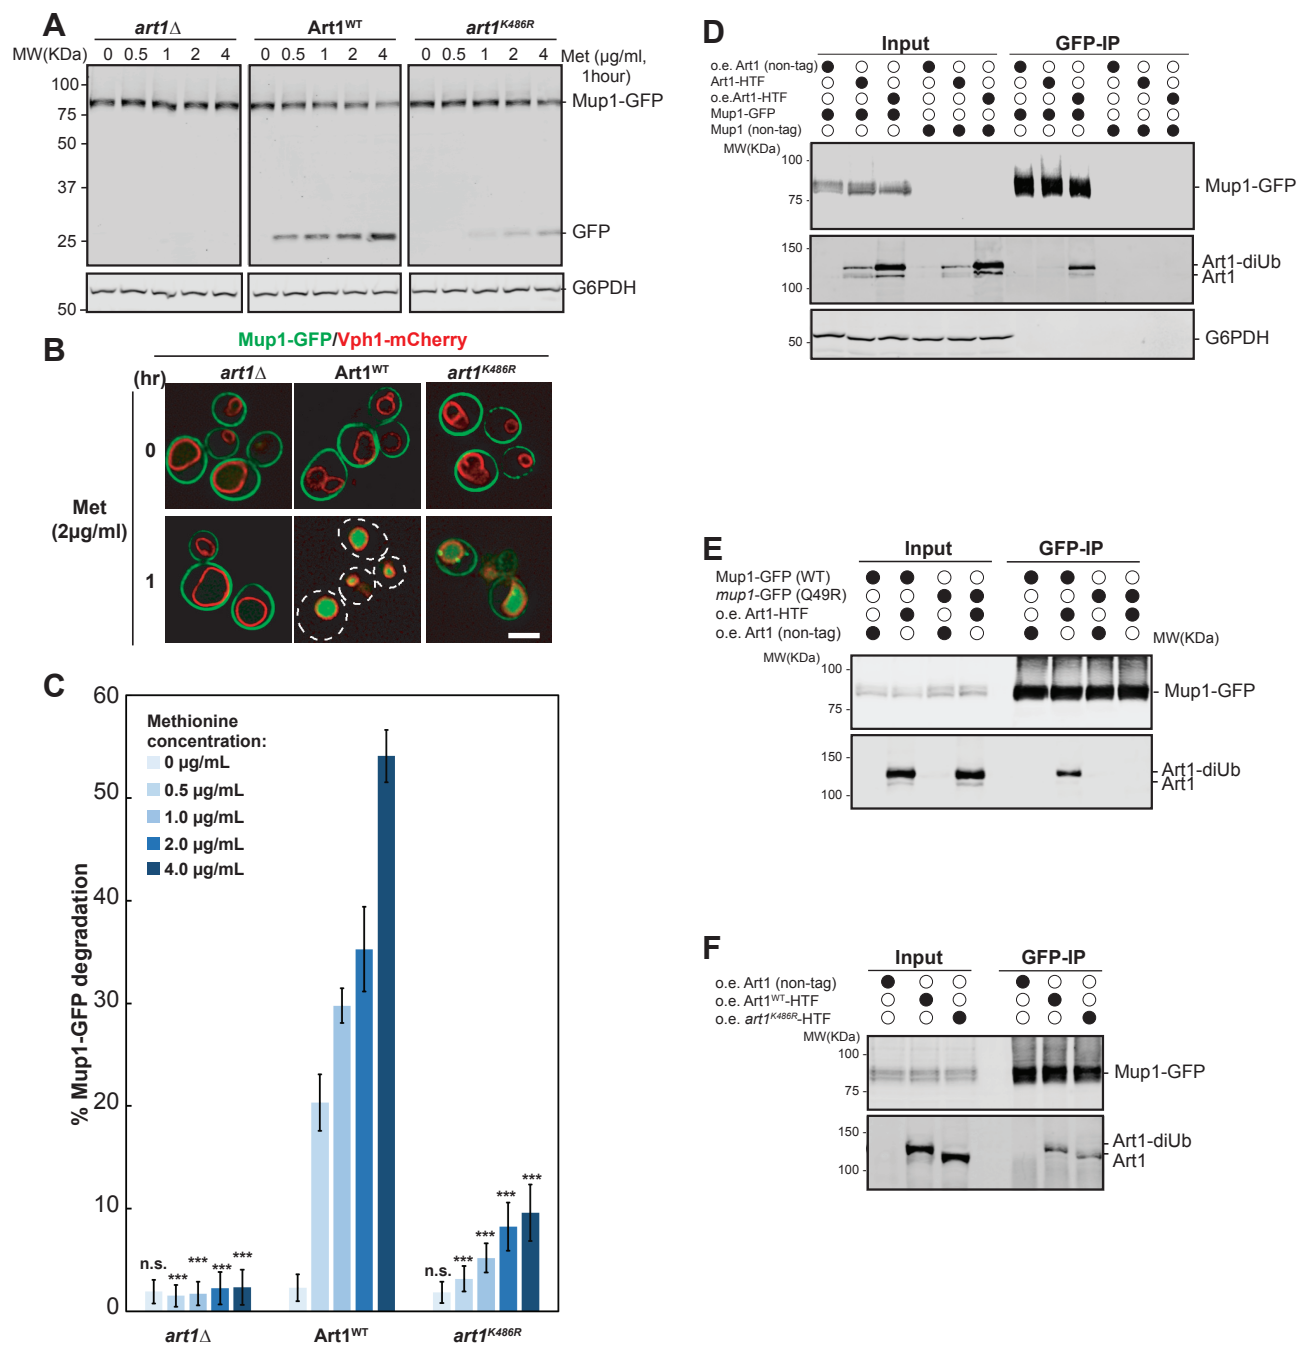 A
art1Δ Art1WT art1K486R
MW(KDa) 0 0.5 1 2 4 0 0.5 1 2 4 0 0.5 1 2 4 Met (µg/ml, 1hour)
100
75
50
37
25
50
Mup1-GFP
GFP
G6PDH
B
Mup1-GFP/Vph1-mCherry
(hr) art1Δ Art1WT art1K486R
0
Met
(2µg/ml)
1
C
% Mup1-GFP degradation
60
50
40
30
20
10
0
Methionine
concentration:
0 µg/mL
0.5 µg/mL
1.0 µg/mL
2.0 µg/mL
4.0 µg/mL
n.s. *** *** *** ***
n.s. *** *** *** ***
art1Δ Art1WT art1K486R
D
Input GFP-IP
o.e. Art1 (non-tag)
Art1-HTF
o.e.Art1-HTF
Mup1-GFP
Mup1 (non-tag)
MW(KDa)
100
75
Mup1-GFP
150
100
Art1-diUb
Art1
50
G6PDH
E
Input GFP-IP
Mup1-GFP (WT)
mup1-GFP (Q49R)
o.e. Art1-HTF
o.e. Art1 (non-tag)
MW(KDa)
MW(KDa)
100
75
Mup1-GFP
150
100
Art1-diUb
Art1
F
Input GFP-IP
o.e. Art1 (non-tag)
o.e. Art1WT-HTF
o.e. art1K486R-HTF
MW(KDa)
100
75
Mup1-GFP
150
100
Art1-diUb
Art1